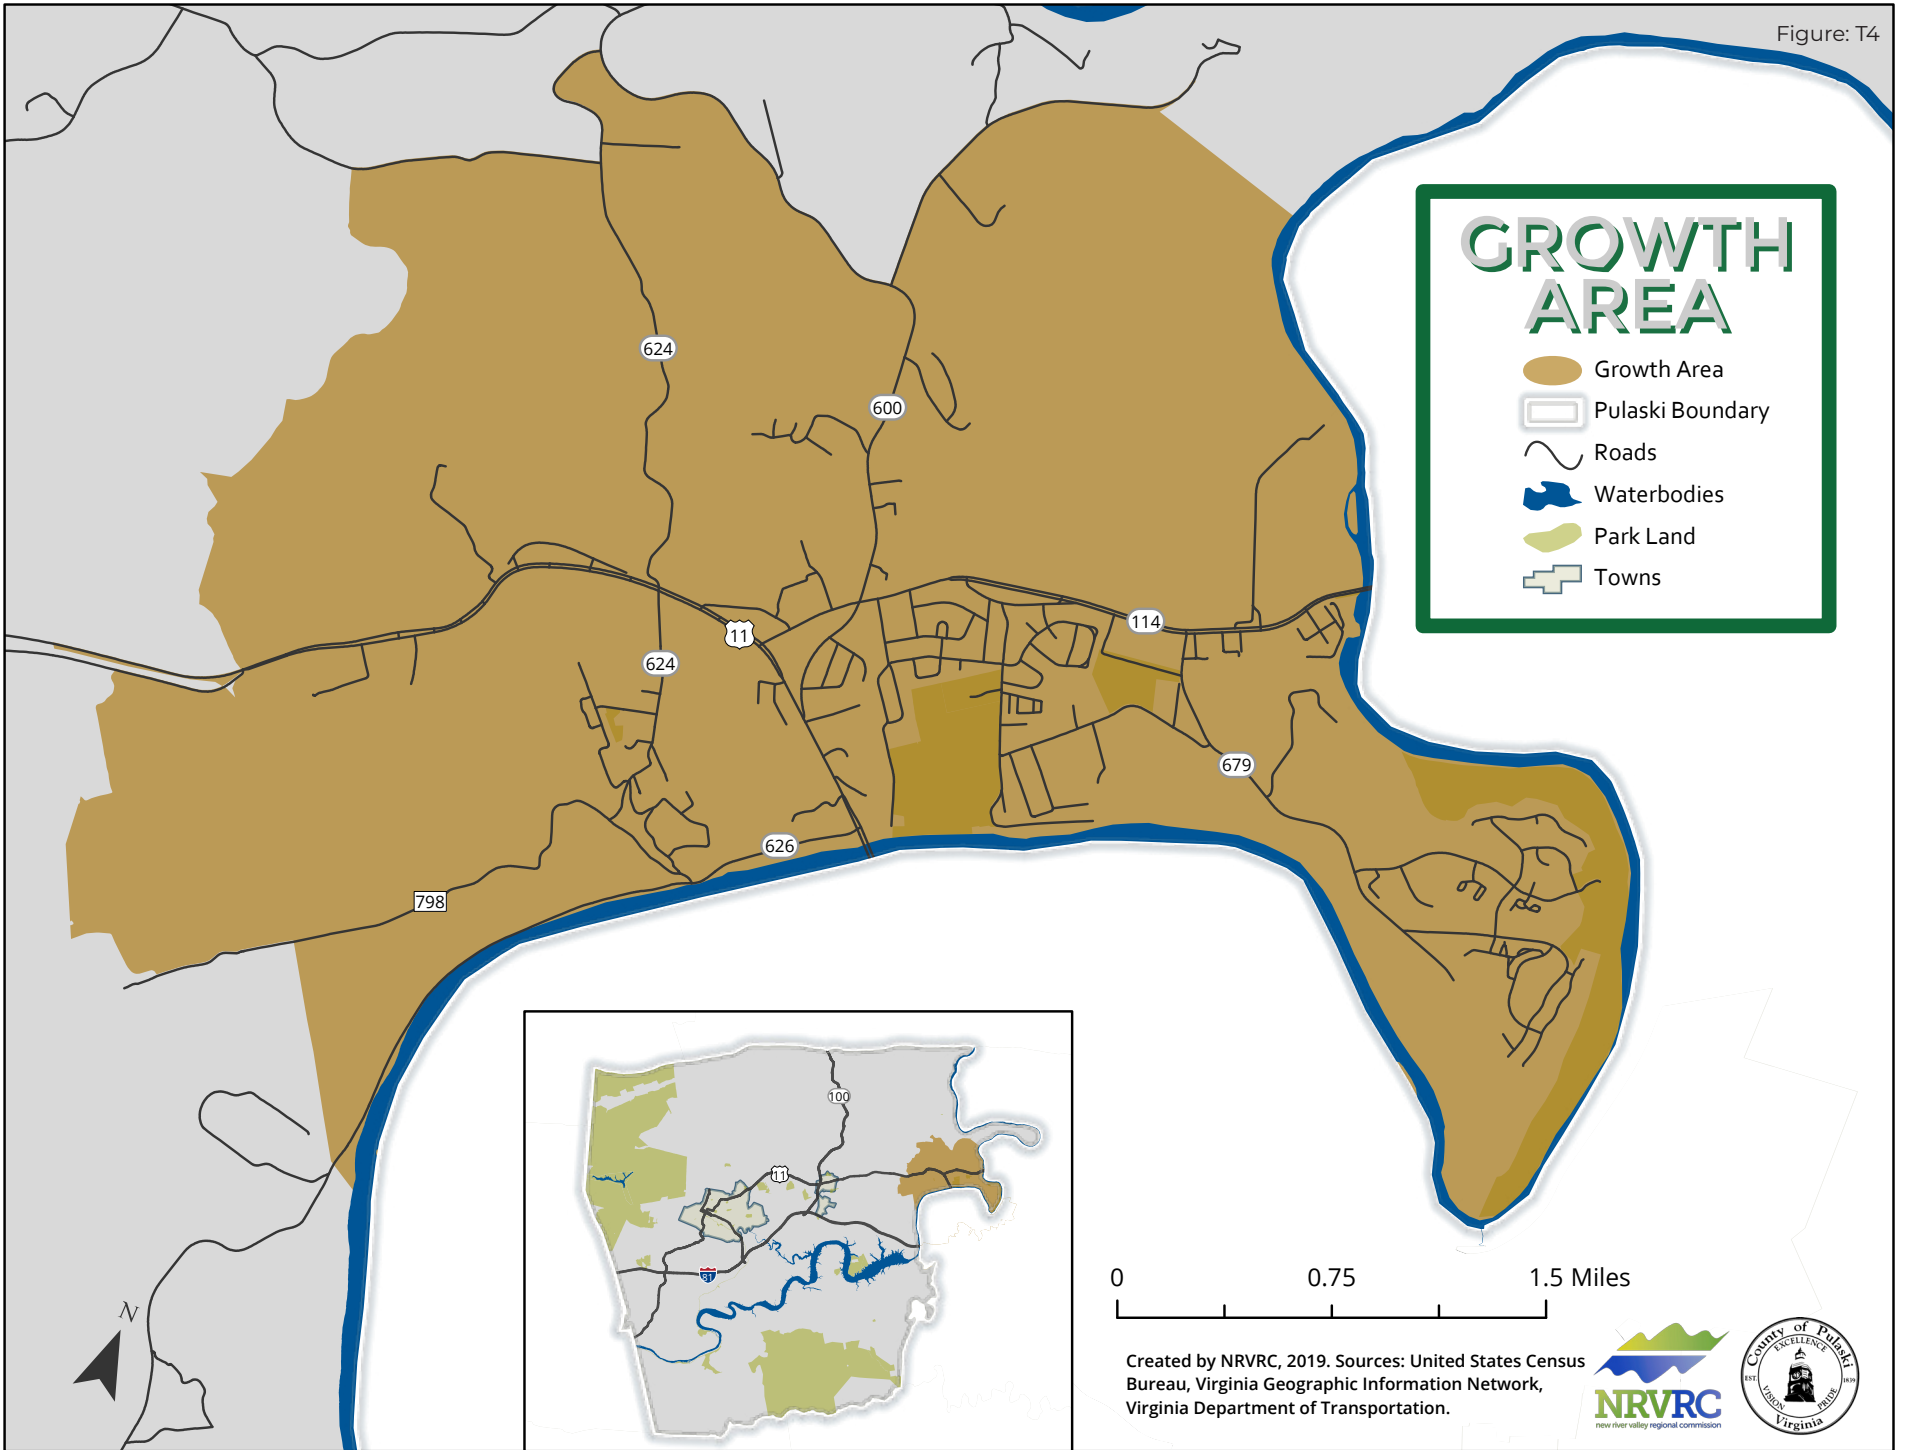 Figure: T4
GROWTH
AREA
Growth Area
Pulaski Boundary
Roads
Waterbodies
Park Land
Towns
624
600
11
114
624
679
626
798
100
11
81
N
0 0.75 1.5 Miles
Created by NRVRC, 2019. Sources: United States Census
Bureau, Virginia Geographic Information Network,
Virginia Department of Transportation.
NRVRC
new river valley regional commission
County of Pulaski
EXCELLENCE
EST. 1839
VISION PRIDE
Virginia